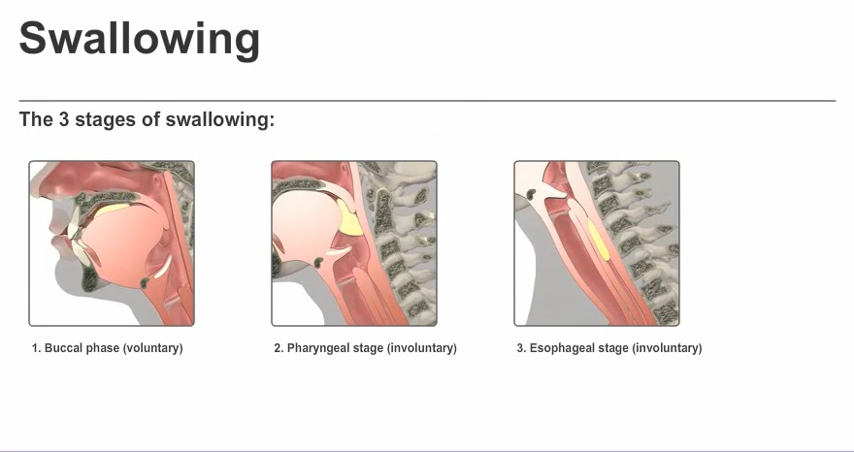 Swallowing
The 3 stages of swallowing:
1. Buccal phase (voluntary)
2. Pharyngeal stage (involuntary)
3. Esophageal stage (involuntary)